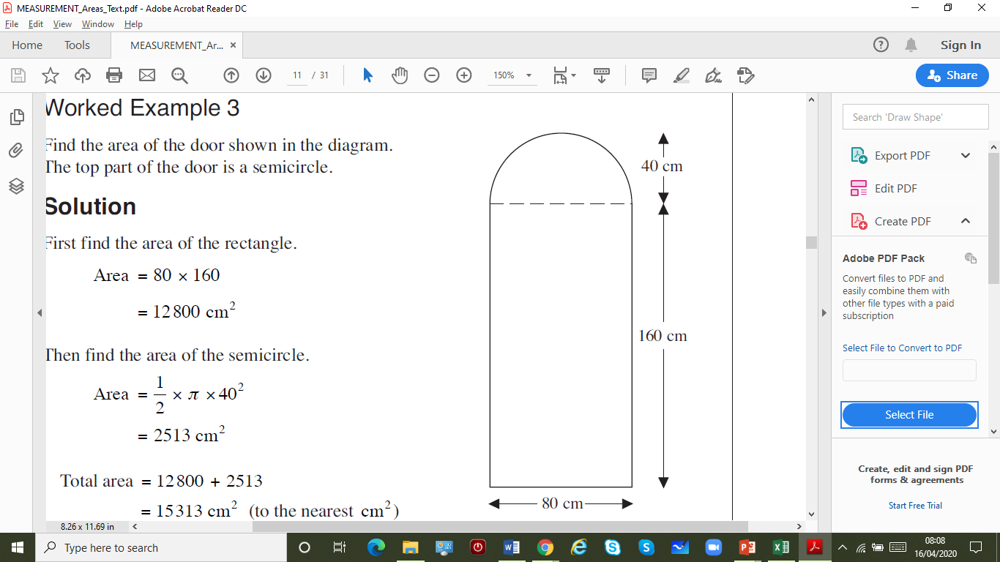 MEASUREMENT_Areas_Text.pdf - Adobe Acrobat Reader DC
File Edit View Window Help
Home Tools MEASUREMENT_Ar... × Sign In
11 / 31 150% Share
Worked Example 3
Find the area of the door shown in the diagram.
The top part of the door is a semicircle.
Solution
First find the area of the rectangle.
Area = 80 × 160
= 12800 cm²
Then find the area of the semicircle.
Area = 1/2 × π × 40²
= 2513 cm²
Total area = 12800 + 2513
= 15313 cm² (to the nearest cm²)
40 cm
160 cm
80 cm
8.26 x 11.69 in
Search 'Draw Shape'
Export PDF
Edit PDF
Create PDF
Adobe PDF Pack
Convert files to PDF and
easily combine them with
other file types with a paid
subscription
Select File to Convert to PDF
Select File
Create, edit and sign PDF
forms & agreements
Start Free Trial
Type here to search
08:08
16/04/2020